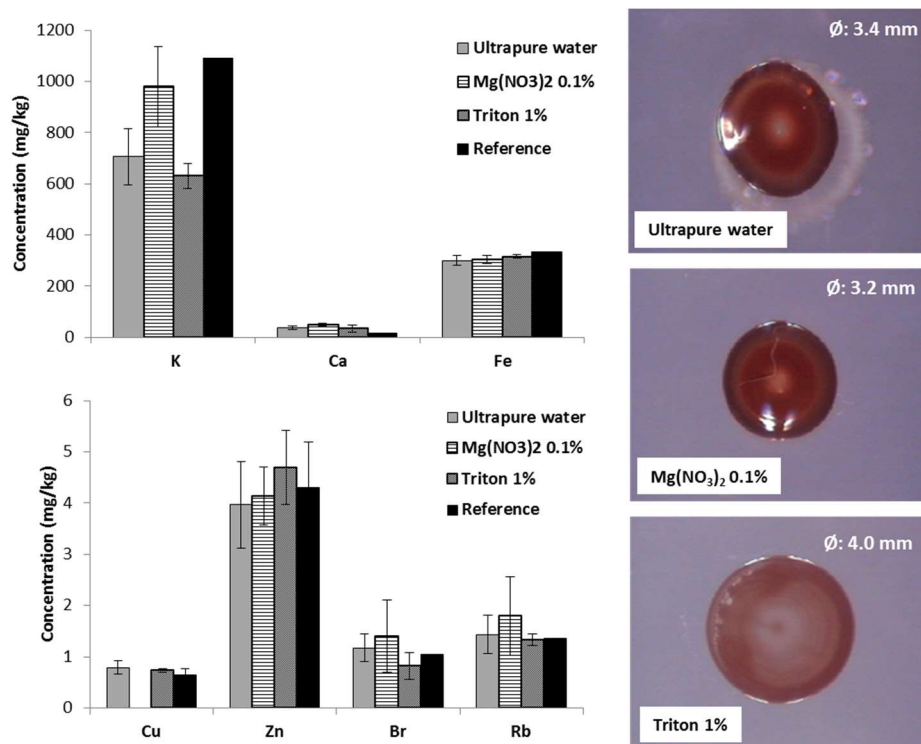 1200
1000
800
600
400
200
0
Concentration (mg/kg)
Ultrapure water
Mg(NO3)2 0.1%
Triton 1%
Reference
K Ca Fe
6
5
4
3
2
1
0
Concentration (mg/kg)
Ultrapure water
Mg(NO3)2 0.1%
Triton 1%
Reference
Cu Zn Br Rb
Ø: 3.4 mm
Ultrapure water
Ø: 3.2 mm
Mg(NO₃)₂ 0.1%
Ø: 4.0 mm
Triton 1%